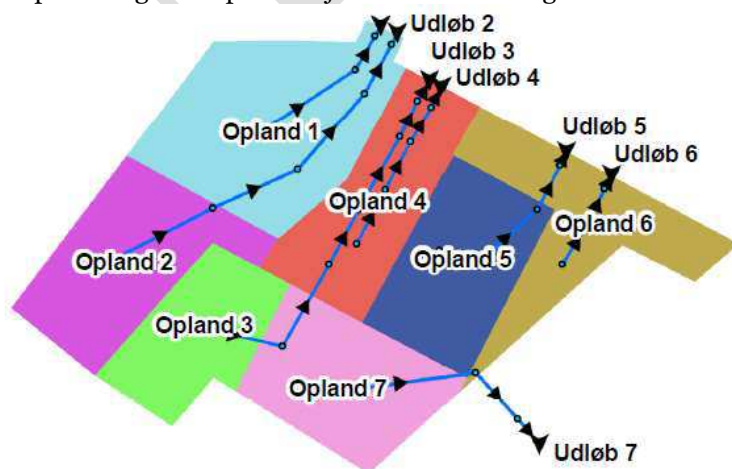 Udløb 2
Udløb 3
Udløb 4
Opland 1
Udløb 5
Udløb 6
Opland 4
Opland 6
Opland 2
Opland 5
Opland 3
Opland 7
Udløb 7